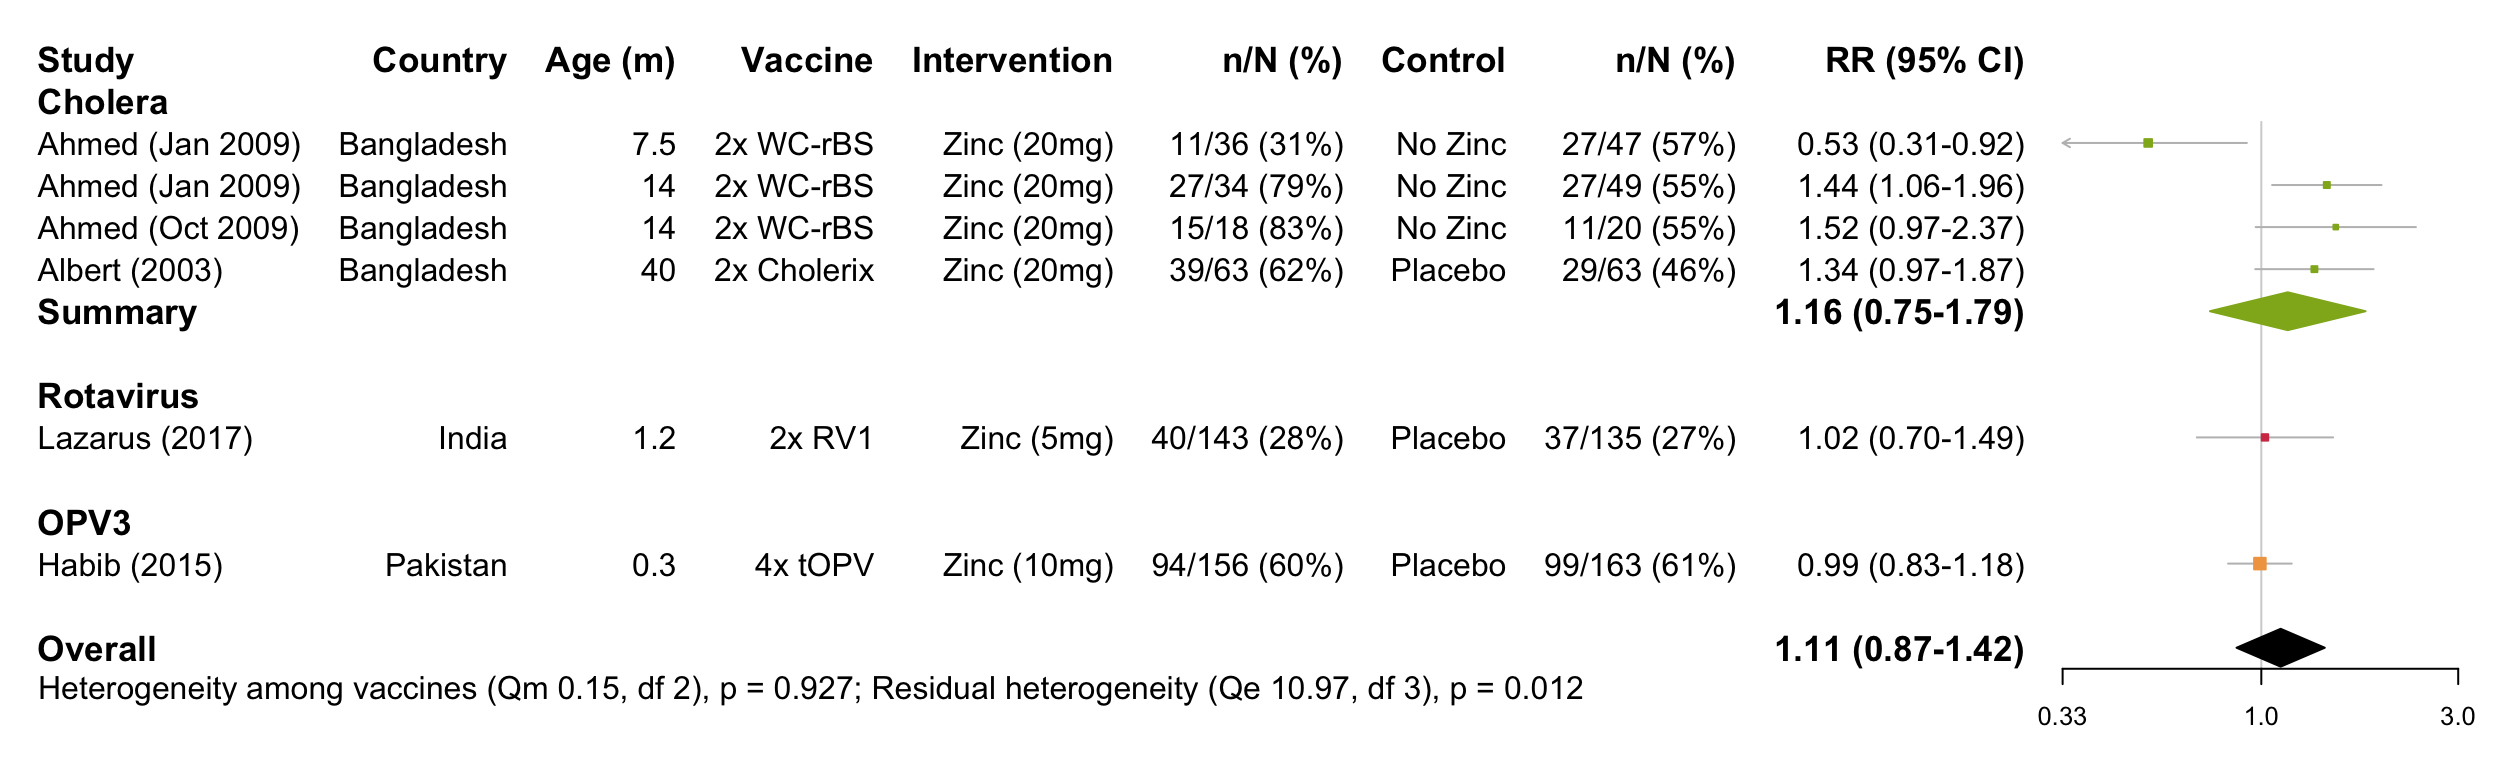 Study Country Age (m) Vaccine Intervention n/N (%) Control n/N (%) RR (95% CI)
Cholera
Ahmed (Jan 2009) Bangladesh 7.5 2x WC-rBS Zinc (20mg) 11/36 (31%) No Zinc 27/47 (57%) 0.53 (0.31-0.92)
Ahmed (Jan 2009) Bangladesh 14 2x WC-rBS Zinc (20mg) 27/34 (79%) No Zinc 27/49 (55%) 1.44 (1.06-1.96)
Ahmed (Oct 2009) Bangladesh 14 2x WC-rBS Zinc (20mg) 15/18 (83%) No Zinc 11/20 (55%) 1.52 (0.97-2.37)
Albert (2003) Bangladesh 40 2x Cholerix Zinc (20mg) 39/63 (62%) Placebo 29/63 (46%) 1.34 (0.97-1.87)
Summary 1.16 (0.75-1.79)
Rotavirus
Lazarus (2017) India 1.2 2x RV1 Zinc (5mg) 40/143 (28%) Placebo 37/135 (27%) 1.02 (0.70-1.49)
OPV3
Habib (2015) Pakistan 0.3 4x tOPV Zinc (10mg) 94/156 (60%) Placebo 99/163 (61%) 0.99 (0.83-1.18)
Overall 1.11 (0.87-1.42)
Heterogeneity among vaccines (Qm 0.15, df 2), p = 0.927; Residual heterogeneity (Qe 10.97, df 3), p = 0.012
0.33 1.0 3.0